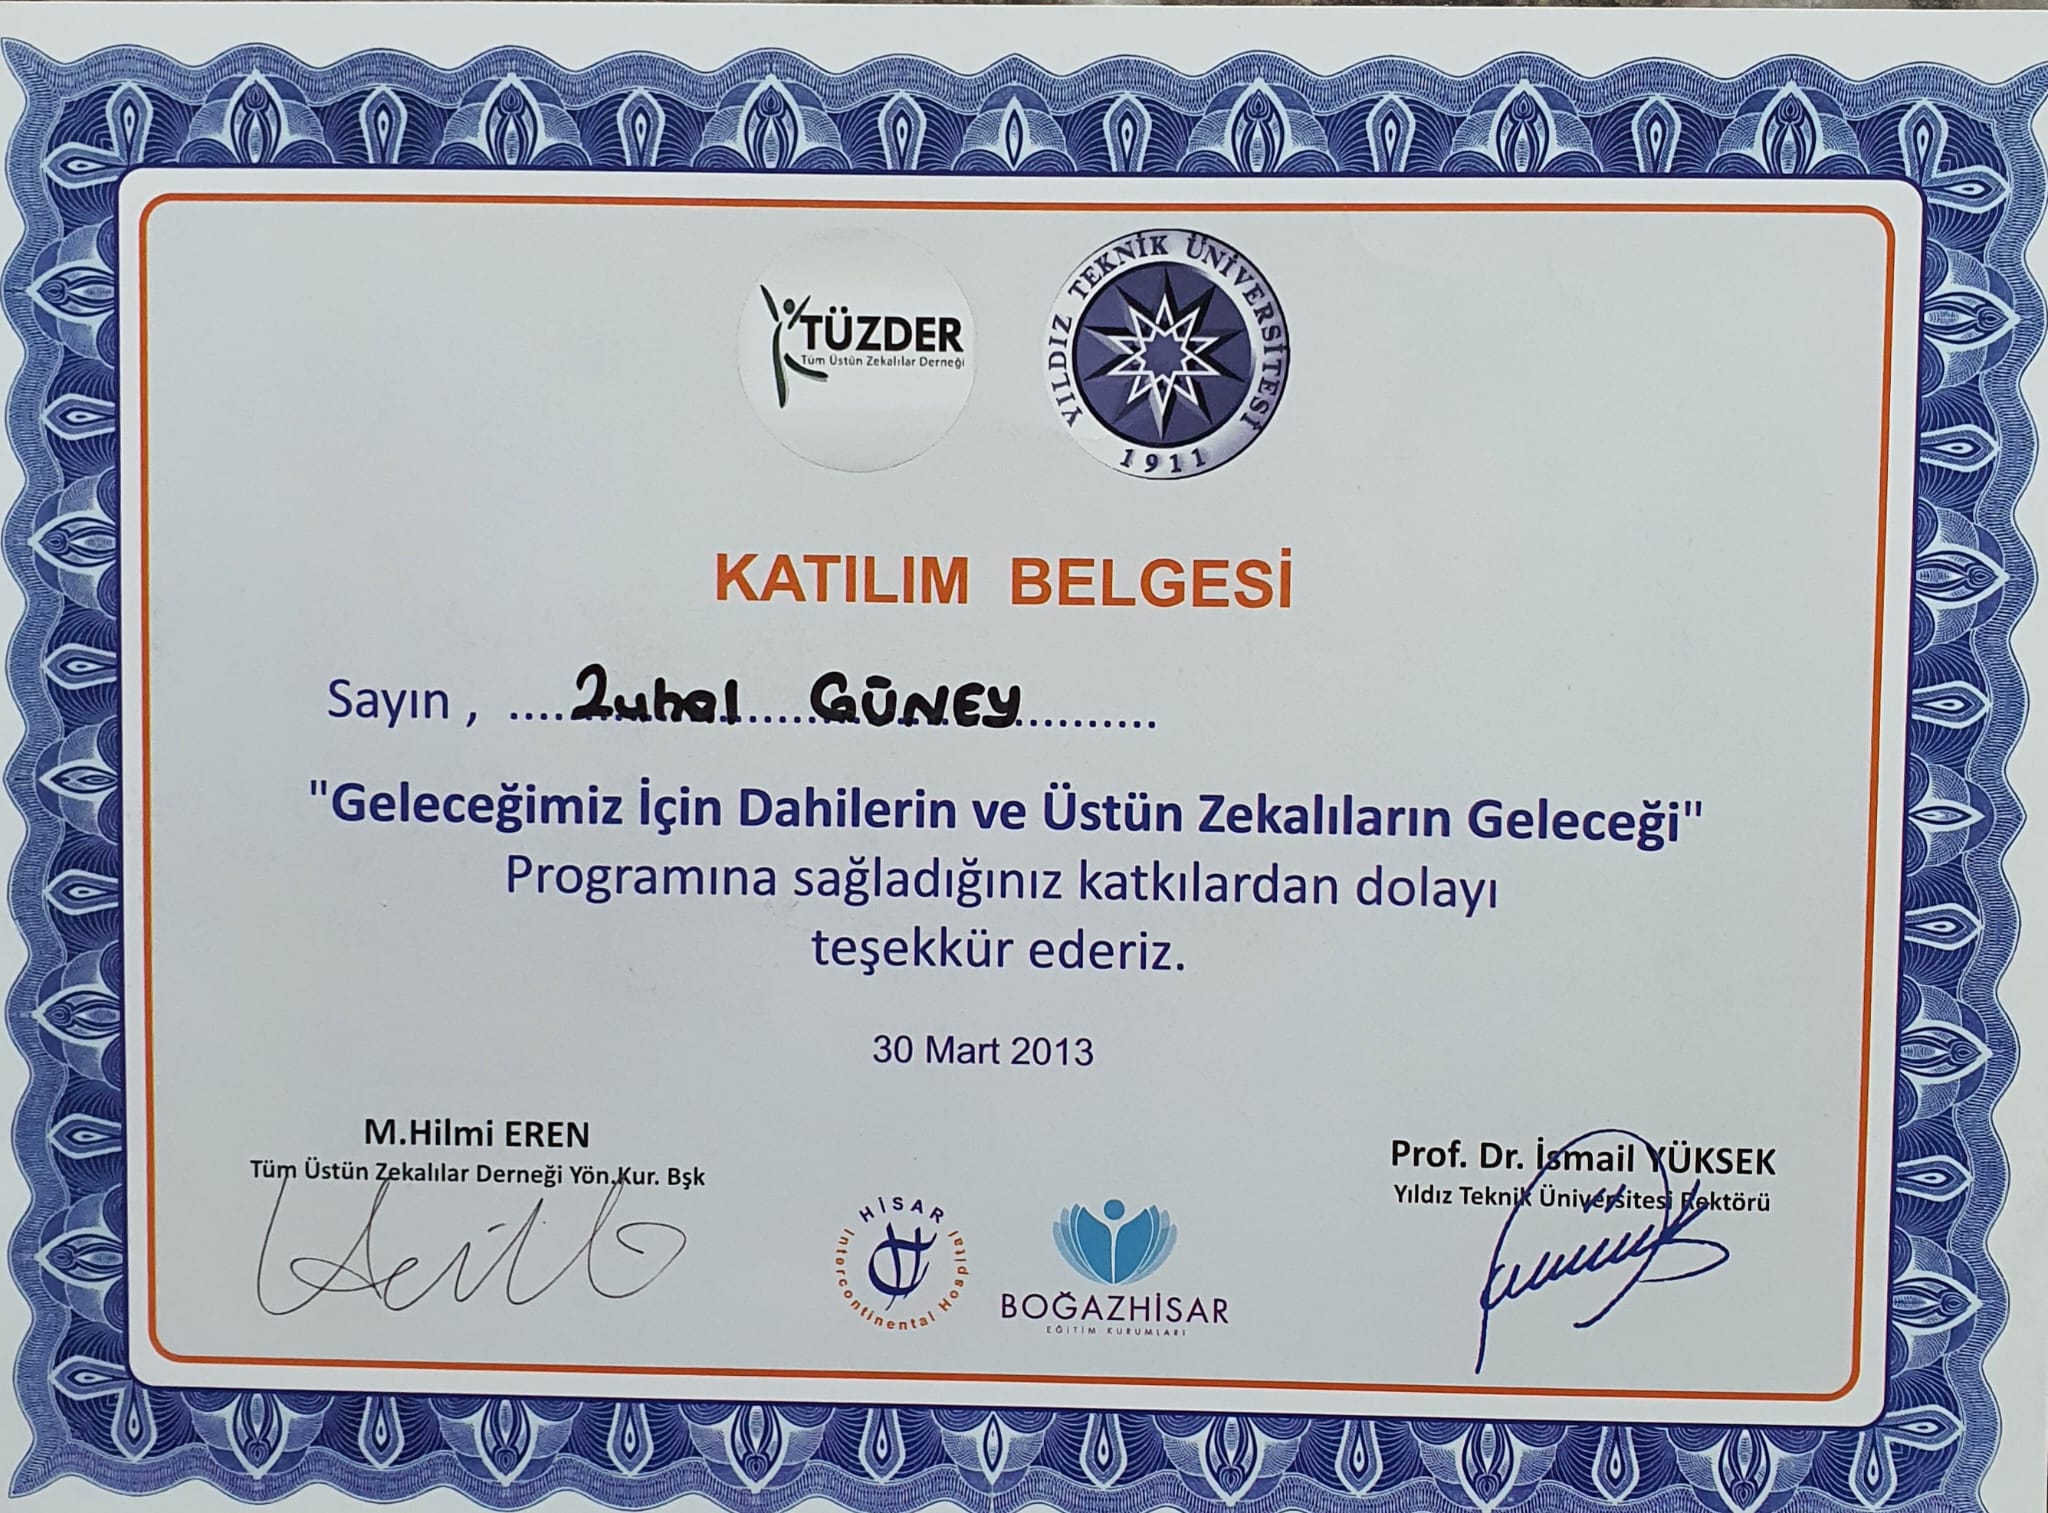 TÜZDER
Tüm Üstün Zekalılar Derneği
YILDIZ TEKNİK ÜNİVERSİTESİ
1911
KATILIM BELGESİ
Sayın , ....Zuhal GÜNEY..........
"Geleceğimiz İçin Dahilerin ve Üstün Zekalıların Geleceği"
Programına sağladığınız katkılardan dolayı
teşekkür ederiz.
30 Mart 2013
M.Hilmi EREN
Tüm Üstün Zekalılar Derneği Yön.Kur. Bşk
Prof. Dr. İsmail YÜKSEK
Yıldız Teknik Üniversitesi Rektörü
HİSAR
Intercontinental Hospital
BOĞAZHİSAR
EĞİTİM KURUMLARI